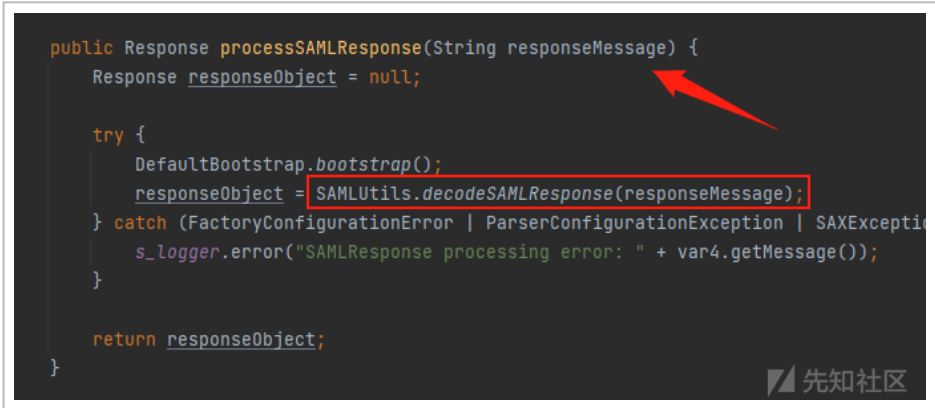 public Response processSAMLResponse(String responseMessage) {
Response responseObject = null;
try {
DefaultBootstrap.bootstrap();
responseObject = SAMLUtils.decodeSAMLResponse(responseMessage);
} catch (FactoryConfigurationError | ParserConfigurationException | SAXExceptio
s_logger.error("SAMLResponse processing error: " + var4.getMessage());
}
return responseObject;
}
先知社区